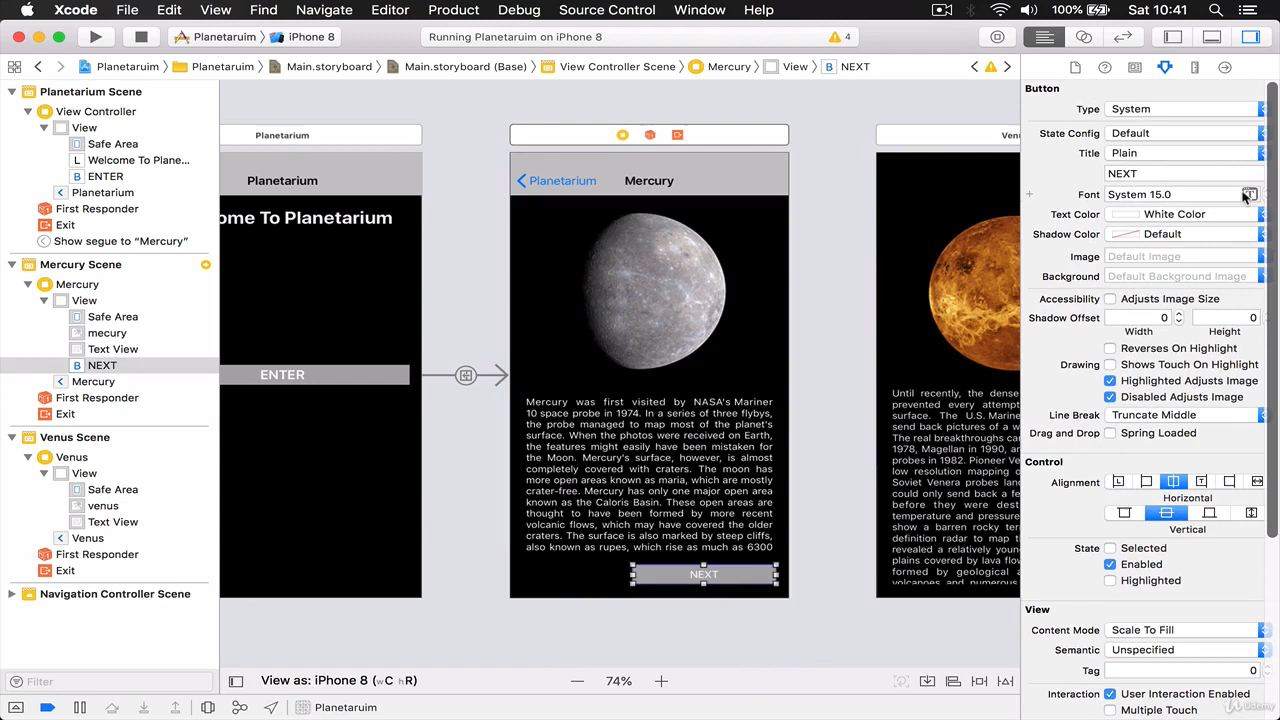 Xcode File Edit View Find Navigate Editor Product Debug Source Control Window Help 100% Sat 10:41
Planetaruim iPhone 8 Running Planetaruim on iPhone 8 4
Planetaruim Planetaruim Main.storyboard Main.storyboard (Base) View Controller Scene Mercury View B NEXT
Planetarium Scene
View Controller
View
Safe Area
L Welcome To Plane...
B ENTER
Planetarium
First Responder
Exit
Show segue to “Mercury”
Mercury Scene
Mercury
View
Safe Area
mecury
Text View
B NEXT
Mercury
First Responder
Exit
Venus Scene
Venus
View
Safe Area
venus
Text View
Venus
First Responder
Exit
Navigation Controller Scene
Filter
Planetarium
Planetarium
ome To Planetarium
ENTER
Planetarium Mercury
Mercury was first visited by NASA's Mariner
10 space probe in 1974. In a series of three flybys,
the probe managed to map most of the planet's
surface. When the photos were received on Earth,
the features might easily have been mistaken for
the Moon. Mercury's surface, however, is almost
completely covered with craters. The moon has
more open areas known as maria, which are mostly
crater-free. Mercury has only one major open area
known as the Caloris Basin. These open areas are
thought to have been formed by more recent
volcanic flows, which may have covered the older
craters. The surface is also marked by steep cliffs,
also known as rupes, which rise as much as 6300
NEXT
Venu
Until recently, the dense
prevented every attempt
surface. The U.S. Marine
send back pictures of a w
The real breakthroughs ca
1978, Magellan in 1990, an
probes in 1982. Pioneer Ve
low resolution mapping o
Soviet Venera probes land
could only send back a fe
before they were dest
temperature and pressure
show a barren rocky ter
definition radar to map t
revealed a relatively youn
plains covered by lava flow
formed by geological a
volcanoes and numerous
View as: iPhone 8 (wC hR) 74%
Planetaruim
Button
Type System
State Config Default
Title Plain
NEXT
Font System 15.0
Text Color White Color
Shadow Color Default
Image Default Image
Background Default Background Image
Accessibility Adjusts Image Size
Shadow Offset 0 0
Width Height
Reverses On Highlight
Drawing Shows Touch On Highlight
Highlighted Adjusts Image
Disabled Adjusts Image
Line Break Truncate Middle
Drag and Drop Spring Loaded
Control
Alignment
Horizontal
Vertical
State Selected
Enabled
Highlighted
View
Content Mode Scale To Fill
Semantic Unspecified
Tag 0
Interaction User Interaction Enabled
Multiple Touch
Udemy